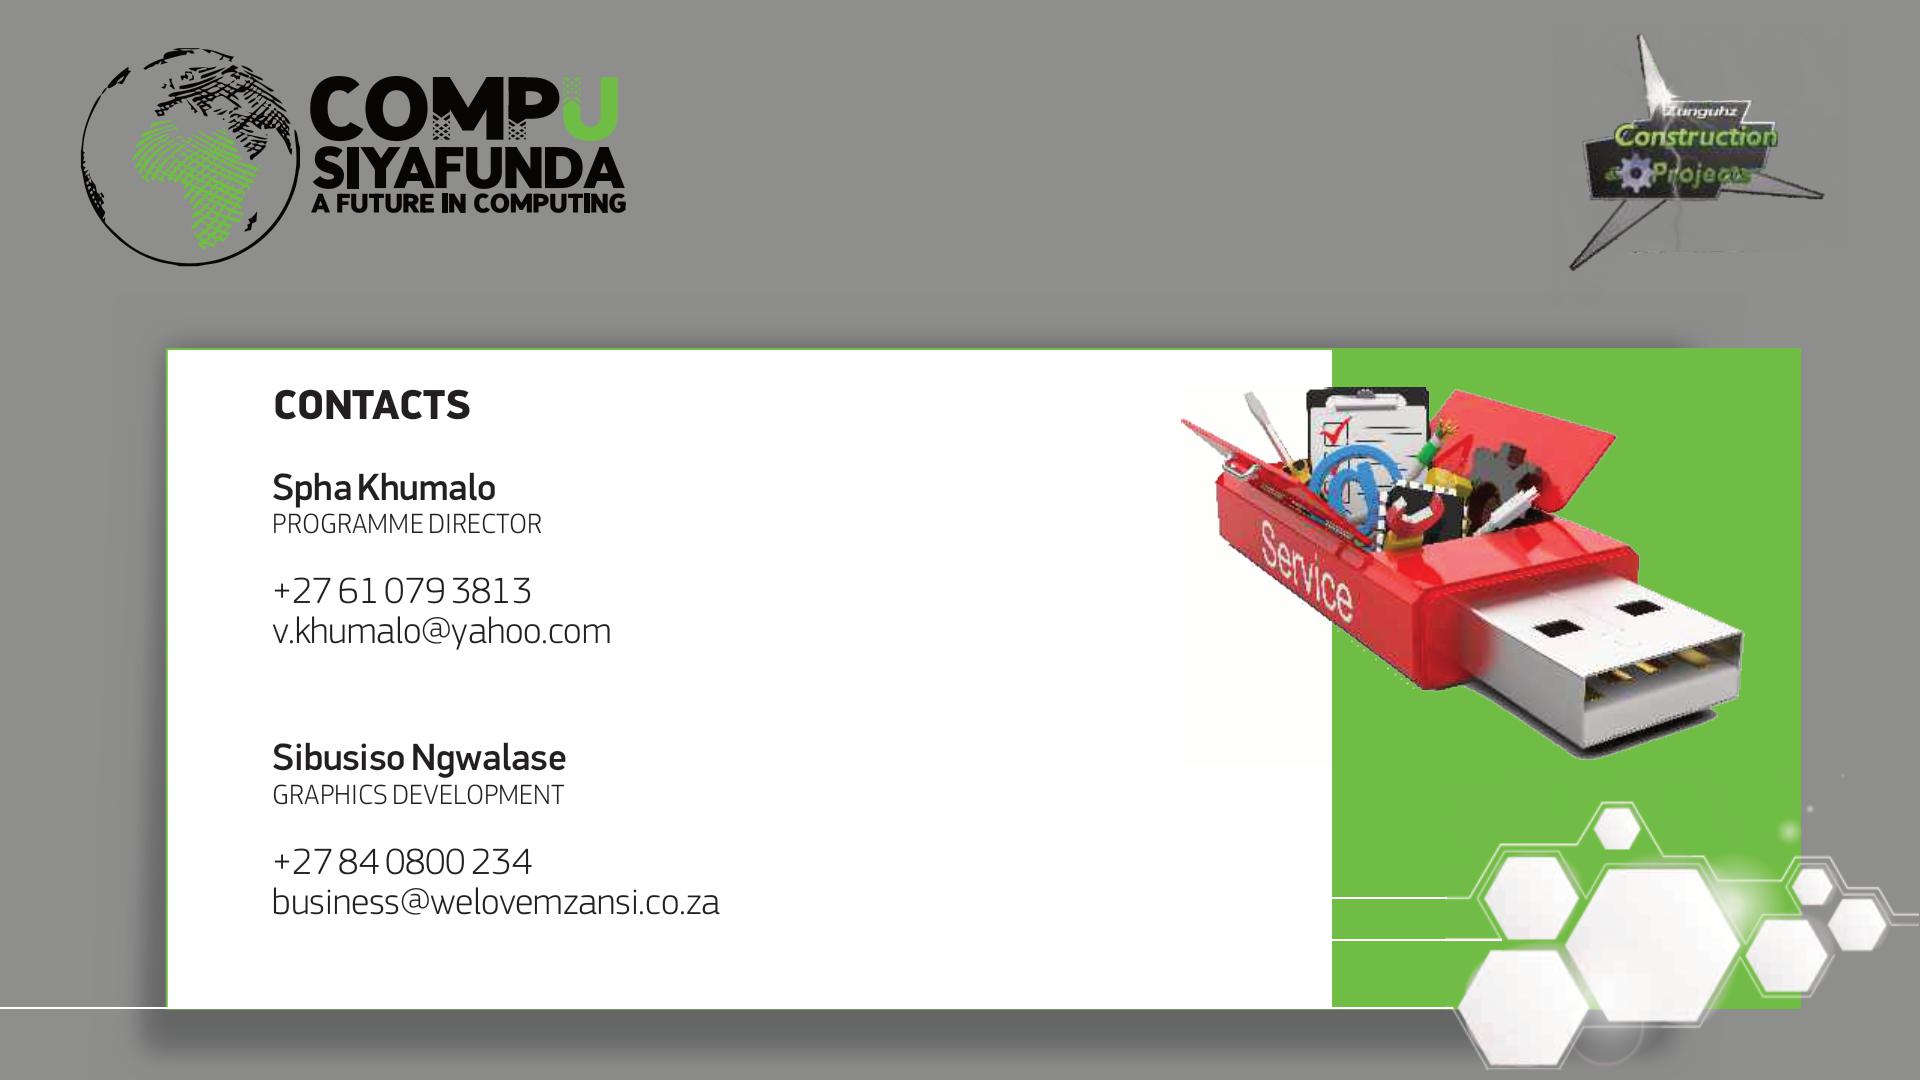 COMPU
SIYAFUNDA
A FUTURE IN COMPUTING
Zunguhz
Construction
& Projects
CONTACTS
Spha Khumalo
PROGRAMME DIRECTOR
+27 61 079 3813
v.khumalo@yahoo.com
Sibusiso Ngwalase
GRAPHICS DEVELOPMENT
+27 84 0800 234
business@welovemzansi.co.za
Service